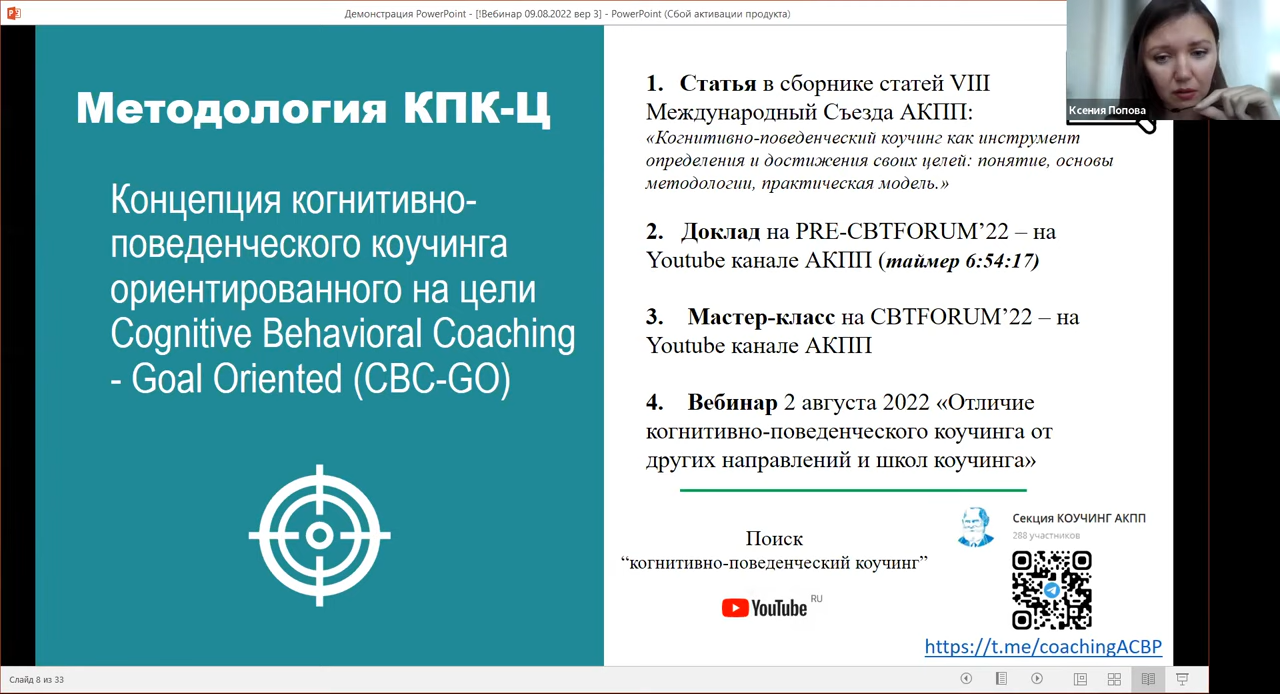 Демонстрация PowerPoint - [!Вебинар 09.08.2022 вер 3] - PowerPoint (Сбой активации продукта)
Ксения Попова
Методология КПК-Ц
Концепция когнитивно-
поведенческого коучинга
ориентированного на цели
Cognitive Behavioral Coaching
- Goal Oriented (CBC-GO)
1. Статья в сборнике статей VIII
Международный Съезда АКПП:
«Когнитивно-поведенческий коучинг как инструмент
определения и достижения своих целей: понятие, основы
методологии, практическая модель.»
2. Доклад на PRE-CBTFORUM’22 – на
Youtube канале АКПП (таймер 6:54:17)
3. Мастер-класс на CBTFORUM’22 – на
Youtube канале АКПП
4. Вебинар 2 августа 2022 «Отличие
когнитивно-поведенческого коучинга от
других направлений и школ коучинга»
Поиск
“когнитивно-поведенческий коучинг”
YouTube RU
Секция КОУЧИНГ АКПП
288 участников
https://t.me/coachingACBP
Слайд 8 из 33